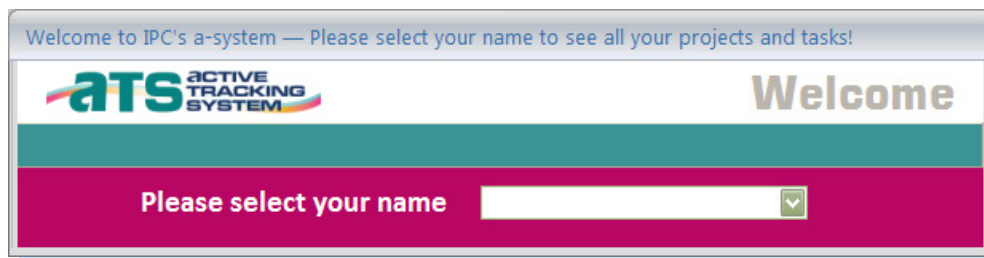 Welcome to IPC's a-system — Please select your name to see all your projects and tasks!
aTS ACTIVE
TRACKING
SYSTEM
Welcome
Please select your name